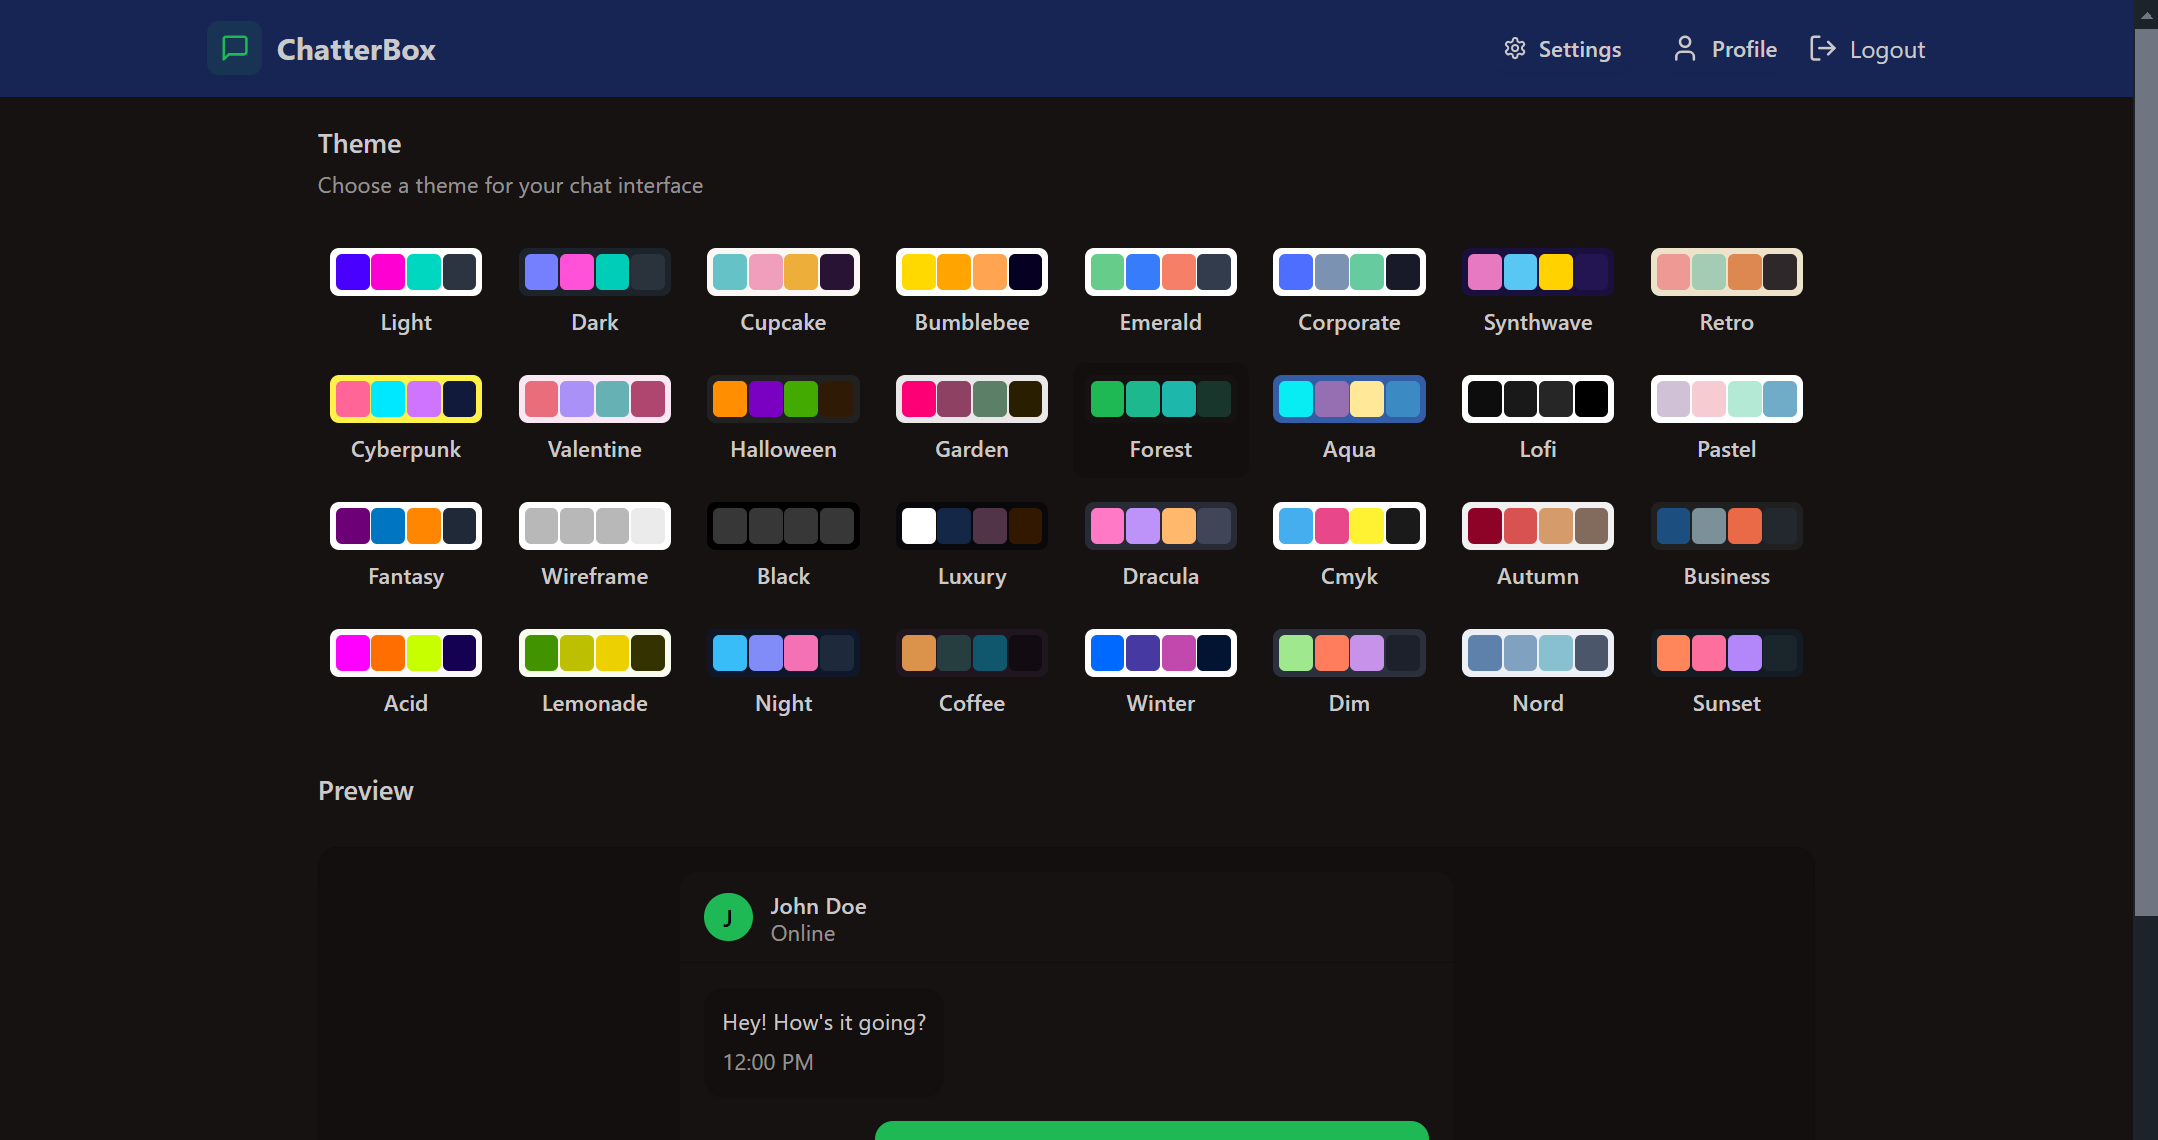 ChatterBox
Settings Profile Logout
Theme
Choose a theme for your chat interface
Light Dark Cupcake Bumblebee Emerald Corporate Synthwave Retro
Cyberpunk Valentine Halloween Garden Forest Aqua Lofi Pastel
Fantasy Wireframe Black Luxury Dracula Cmyk Autumn Business
Acid Lemonade Night Coffee Winter Dim Nord Sunset
Preview
J
John Doe
Online
Hey! How's it going?
12:00 PM